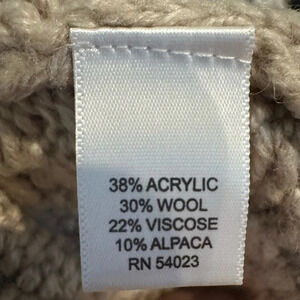 38% ACRYLIC
30% WOOL
22% VISCOSE
10% ALPACA
RN 54023